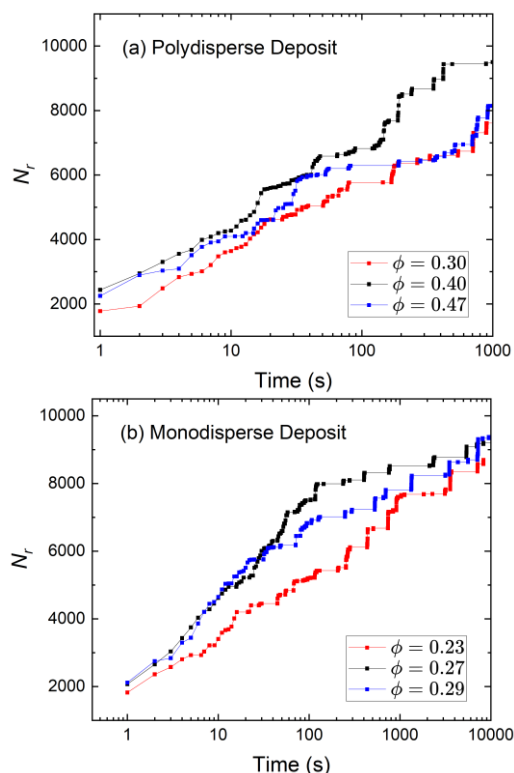 (a) Polydisperse Deposit
10000
8000
6000
4000
2000
N_r
ϕ = 0.30
ϕ = 0.40
ϕ = 0.47
1 10 100 1000
Time (s)
(b) Monodisperse Deposit
10000
8000
6000
4000
2000
N_r
ϕ = 0.23
ϕ = 0.27
ϕ = 0.29
1 10 100 1000 10000
Time (s)